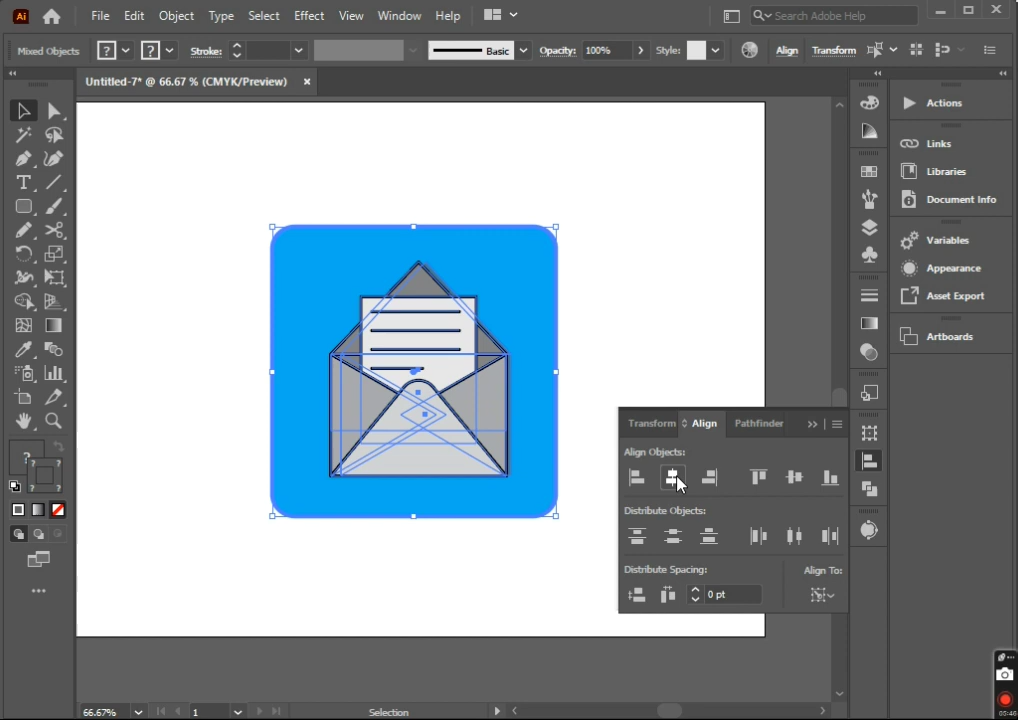 Ai File Edit Object Type Select Effect View Window Help Search Adobe Help
Mixed Objects ? ? Stroke: Basic Opacity: 100% Style: Align Transform
Untitled-7* @ 66.67 % (CMYK/Preview) ×
Actions
Links
Libraries
Document Info
Variables
Appearance
Asset Export
Artboards
Transform Align Pathfinder
Align Objects:
Distribute Objects:
Distribute Spacing: Align To:
0 pt
T
?
? ?
? ?
66.67% 1 Selection
05:46